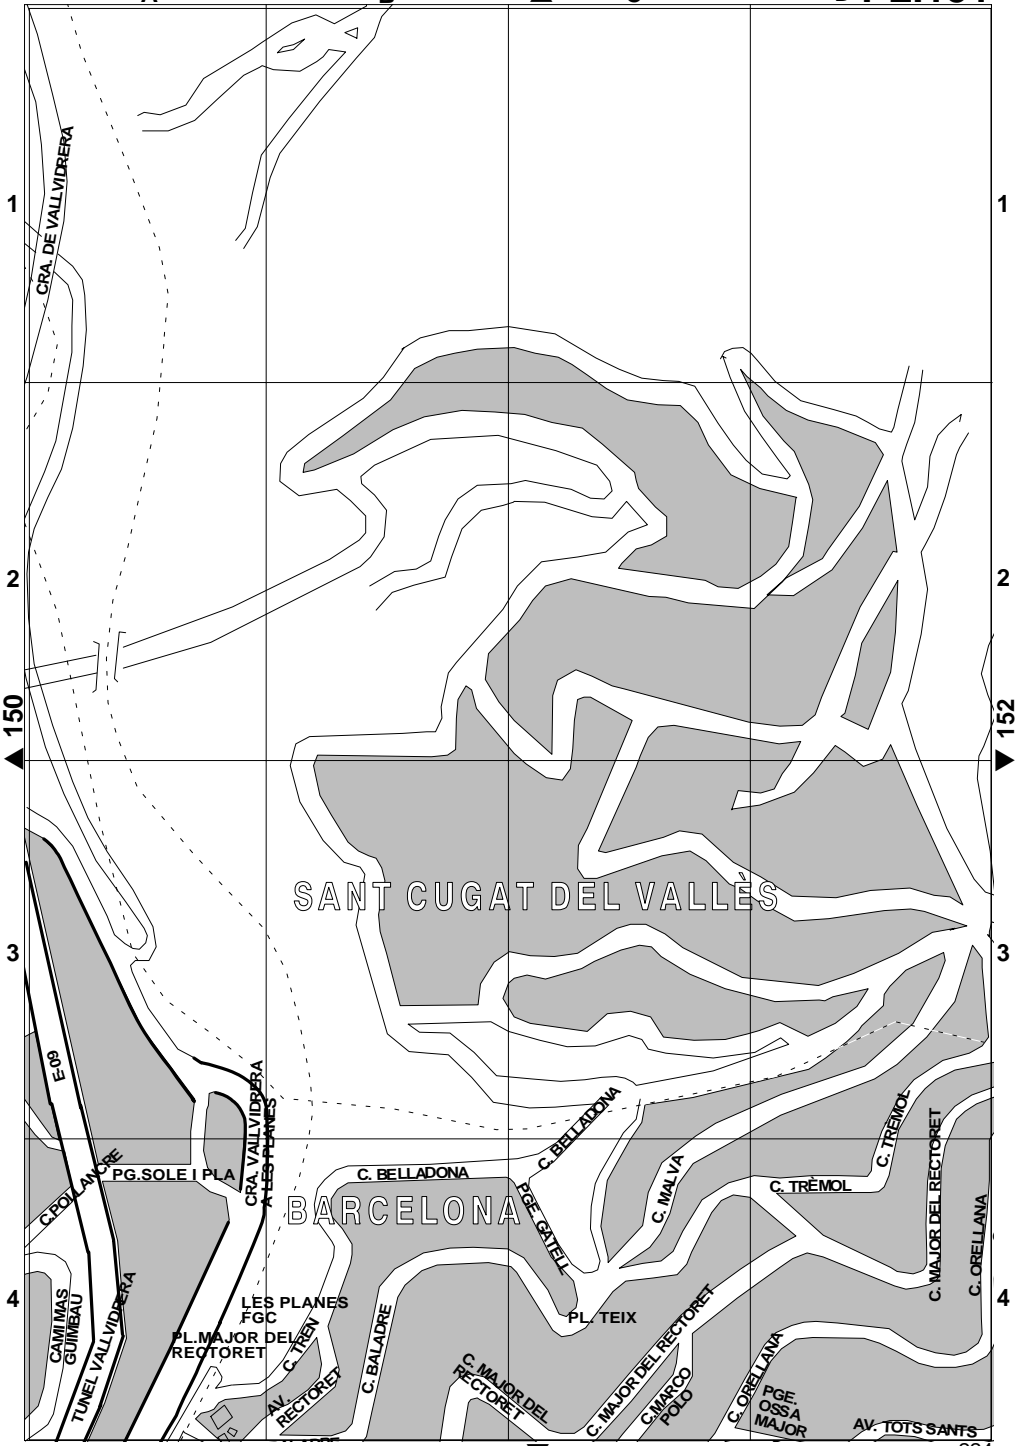 1
1
CRA. DE VALLVIDRERA
2
2
150
152
SANT CUGAT DEL VALLÈS
3
3
E-09
CRA. VALLVIDRERA
A LES PLANES
C. BELLADONA
C. TREMOL
C. POLLANCRE
PG.SOLE I PLA
C. BELLADONA
C. MALVA
C. TRÈMOL
C. MAJOR DEL RECTORET
C. ORELLANA
BARCELONA
PGE. GATELL
4
4
CAMI MAS
GUIMBAU
TUNEL VALLVIDRERA
LES PLANES
FGC
PL.MAJOR DEL
RECTORET
C. TREN
C. BALADRE
PL. TEIX
C. MAJOR DEL RECTORET
C. MAJOR DEL
RECTORET
AV.
RECTORET
C.MARCO
POLO
C. ORELLANA
PGE.
OSSA
MAJOR
AV. TOTS SANTS